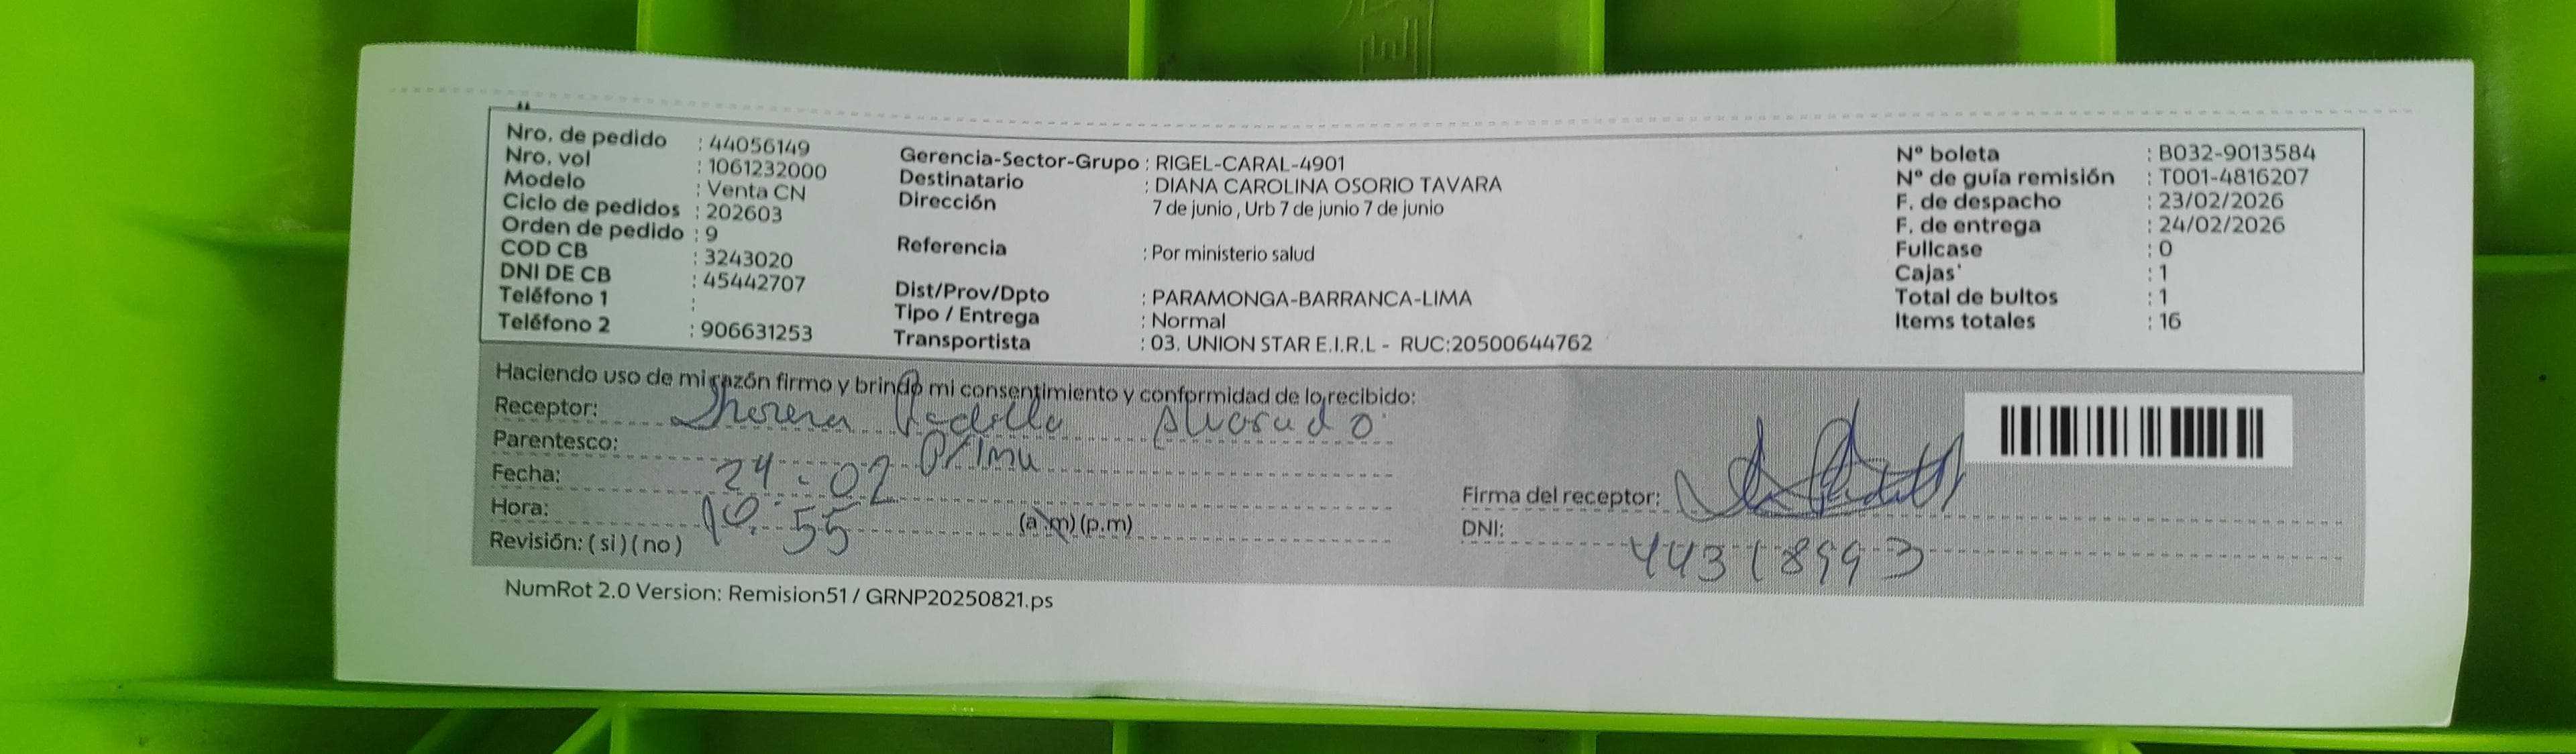 Nro. de pedido : 44056149
Nro. vol : 1061232000
Modelo : Venta CN
Ciclo de pedidos : 202603
Orden de pedido : 9
COD CB : 3243020
DNI DE CB : 45442707
Teléfono 1 :
Teléfono 2 : 906631253
Gerencia-Sector-Grupo : RIGEL-CARAL-4901
Destinatario : DIANA CAROLINA OSORIO TAVARA
Dirección 7 de junio , Urb 7 de junio 7 de junio
Referencia : Por ministerio salud
Dist/Prov/Dpto : PARAMONGA-BARRANCA-LIMA
Tipo / Entrega : Normal
Transportista : 03. UNION STAR E.I.R.L - RUC:20500644762
Nº boleta : B032-9013584
Nº de guía remisión : T001-4816207
F. de despacho : 23/02/2026
F. de entrega : 24/02/2026
Fullcase : 0
Cajas : 1
Total de bultos : 1
Items totales : 16
Haciendo uso de mi razón firmo y brindo mi consentimiento y conformidad de lo recibido:
Receptor: Padilla Alvarado
Parentesco: Prima
Fecha: 24-02
Hora: 10:55 (a.m) (p.m)
Revisión: ( si ) ( no )
Firma del receptor:
DNI: 44318993
NumRot 2.0 Version: Remision51 / GRNP20250821.ps